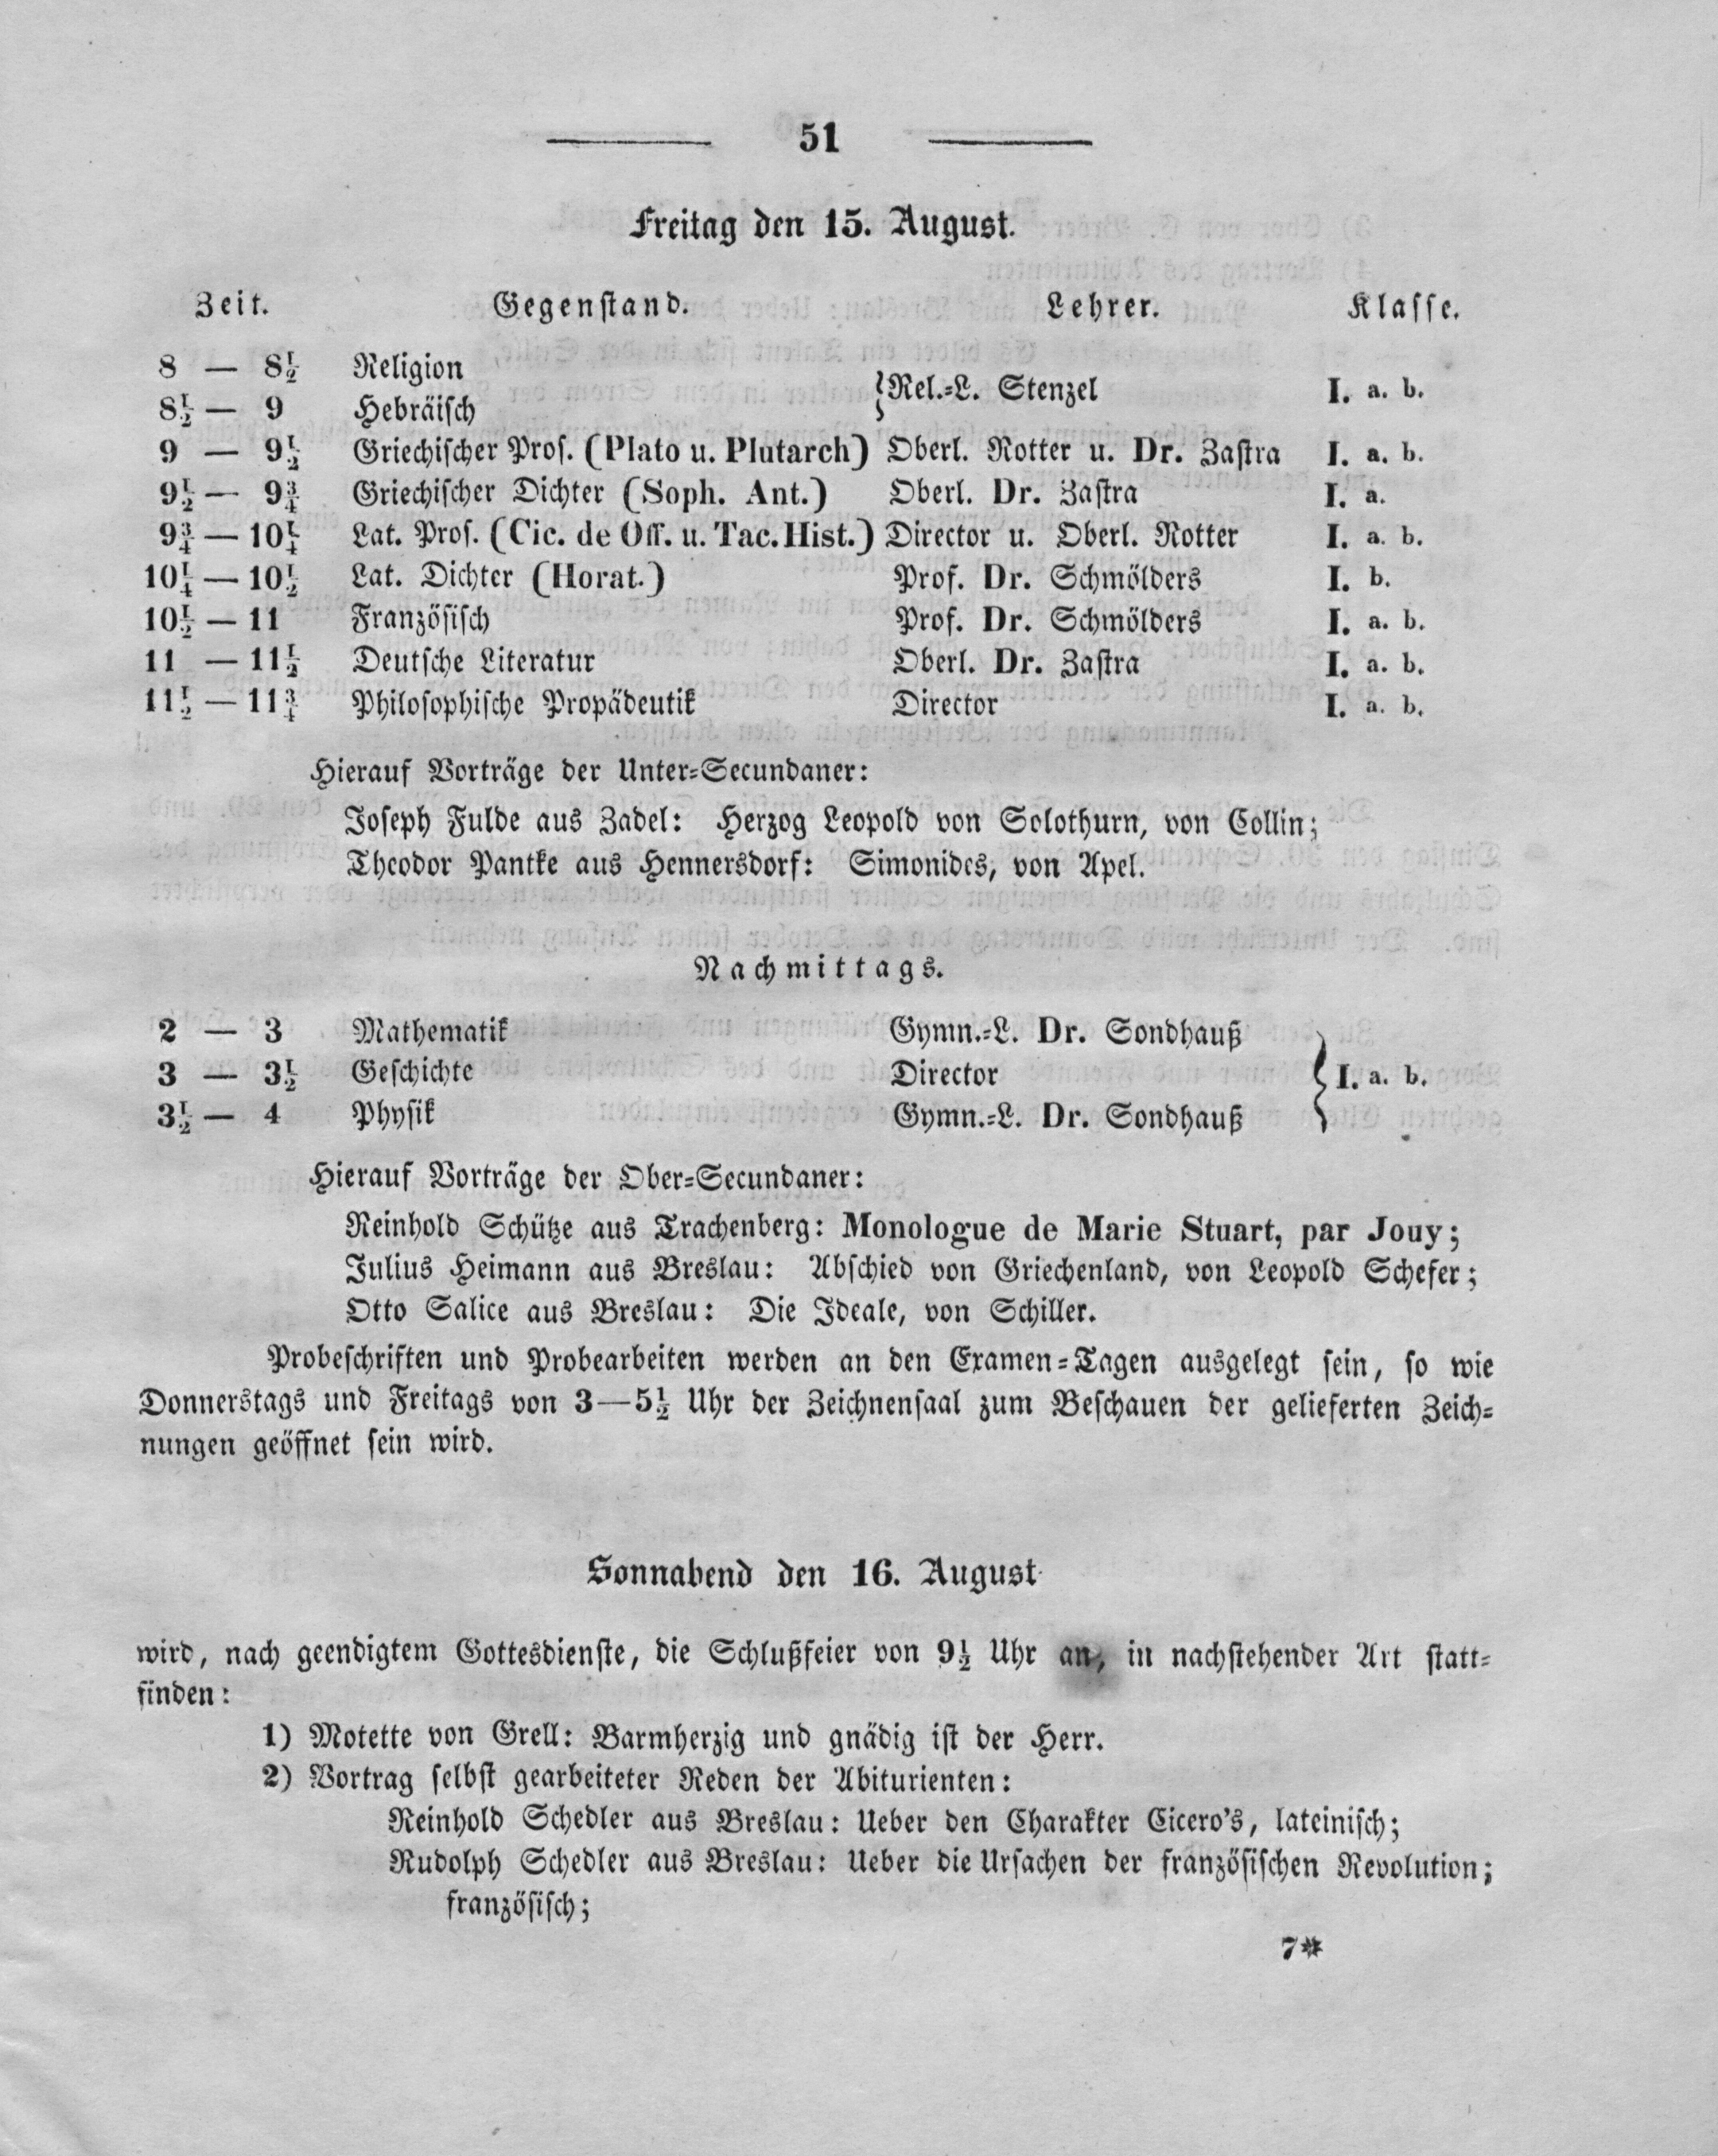 51
Freitag den 15. August.
Zeit. Gegenstand. Lehrer. Klasse.
8 — 8½ Religion
}Rel.-L. Stenzel I. a. b.
8½ — 9 Hebräisch
9 — 9½ Griechischer Pros. (Plato u. Plutarch) Oberl. Rotter u. Dr. Zastra I. a. b.
9½ — 9¾ Griechischer Dichter (Soph. Ant.) Oberl. Dr. Zastra I. a.
9¾ — 10¼ Lat. Pros. (Cic. de Off. u. Tac. Hist.) Director u. Oberl. Rotter I. a. b.
10¼ — 10½ Lat. Dichter (Horat.) Prof. Dr. Schmölders I. b.
10½ — 11 Französisch Prof. Dr. Schmölders I. a. b.
11 — 11½ Deutsche Literatur Oberl. Dr. Zastra I. a. b.
11½ — 11¾ Philosophische Propädeutik Director I. a. b.
Hierauf Vorträge der Unter-Secundaner:
Joseph Fulde aus Zadel: Herzog Leopold von Solothurn, von Collin;
Theodor Pantke aus Hennersdorf: Simonides, von Apel.
Nachmittags.
2 — 3 Mathematik Gymn.-L. Dr. Sondhauß
3 — 3½ Geschichte Director } I. a. b.
3½ — 4 Physik Gymn.-L. Dr. Sondhauß
Hierauf Vorträge der Ober-Secundaner:
Reinhold Schütze aus Trachenberg: Monologue de Marie Stuart, par Jouy;
Julius Heimann aus Breslau: Abschied von Griechenland, von Leopold Schefer;
Otto Salice aus Breslau: Die Ideale, von Schiller.
Probeschriften und Probearbeiten werden an den Examen-Tagen ausgelegt sein, so wie
Donnerstags und Freitags von 3—5½ Uhr der Zeichnensaal zum Beschauen der gelieferten Zeich-
nungen geöffnet sein wird.
Sonnabend den 16. August
wird, nach geendigtem Gottesdienste, die Schlußfeier von 9½ Uhr an, in nachstehender Art statt-
finden:
1) Motette von Grell: Barmherzig und gnädig ist der Herr.
2) Vortrag selbst gearbeiteter Reden der Abiturienten:
Reinhold Schedler aus Breslau: Ueber den Charakter Cicero's, lateinisch;
Rudolph Schedler aus Breslau: Ueber die Ursachen der französischen Revolution;
französisch;
7*